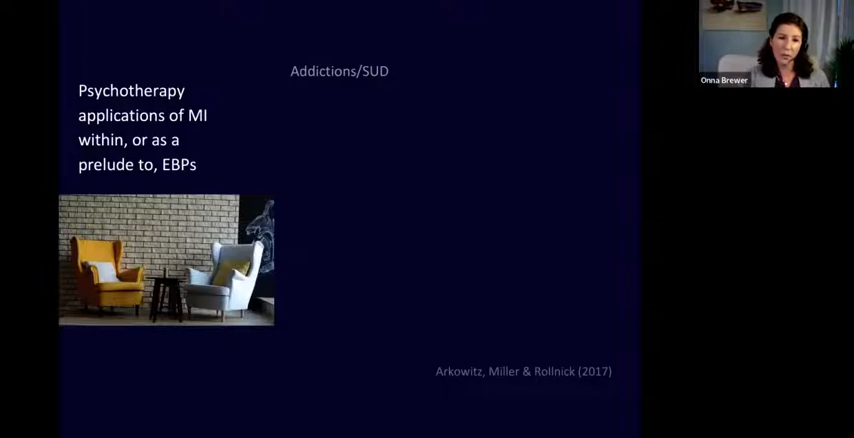 Addictions/SUD
Psychotherapy
applications of MI
within, or as a
prelude to, EBPs
Arkowitz, Miller & Rollnick (2017)
Onna Brewer